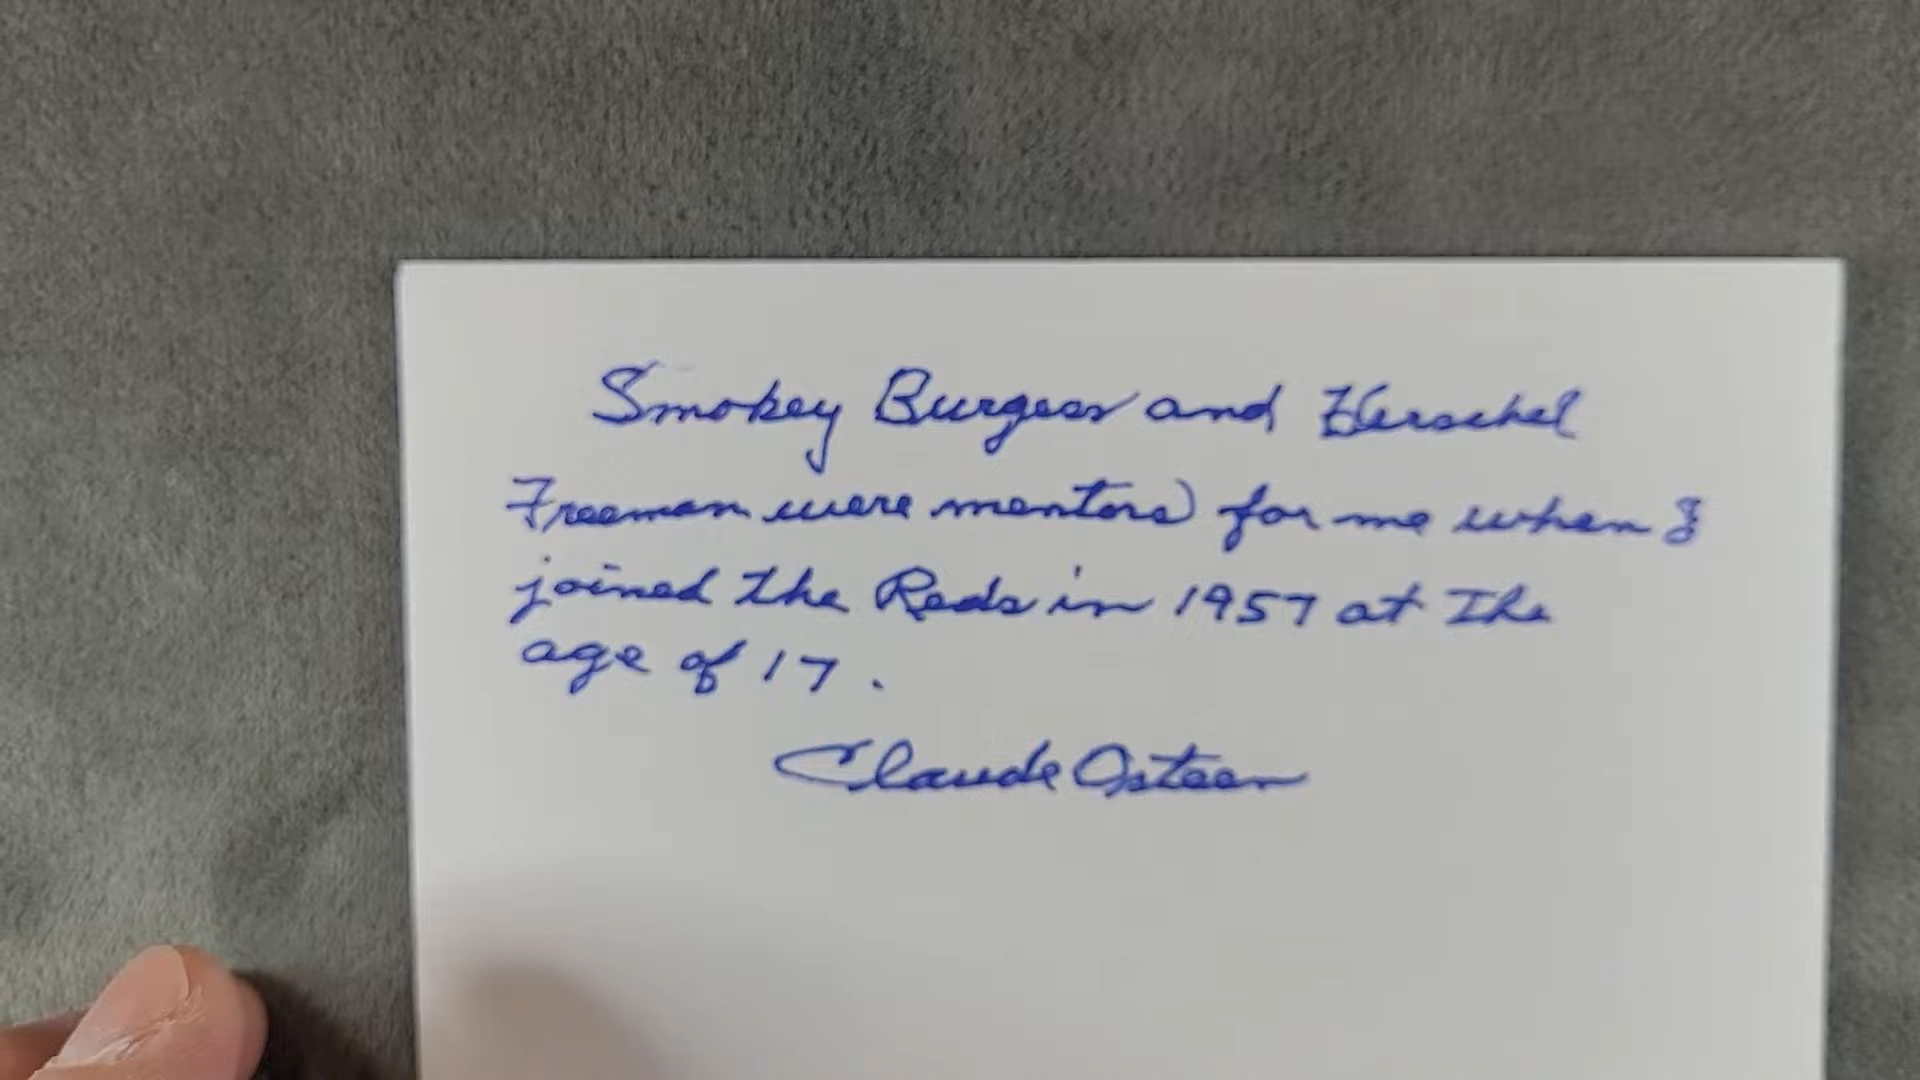 Smokey Burgess and Herschel
Freeman were mentors for me when I
joined the Reds in 1957 at the
age of 17.
Claude Osteen